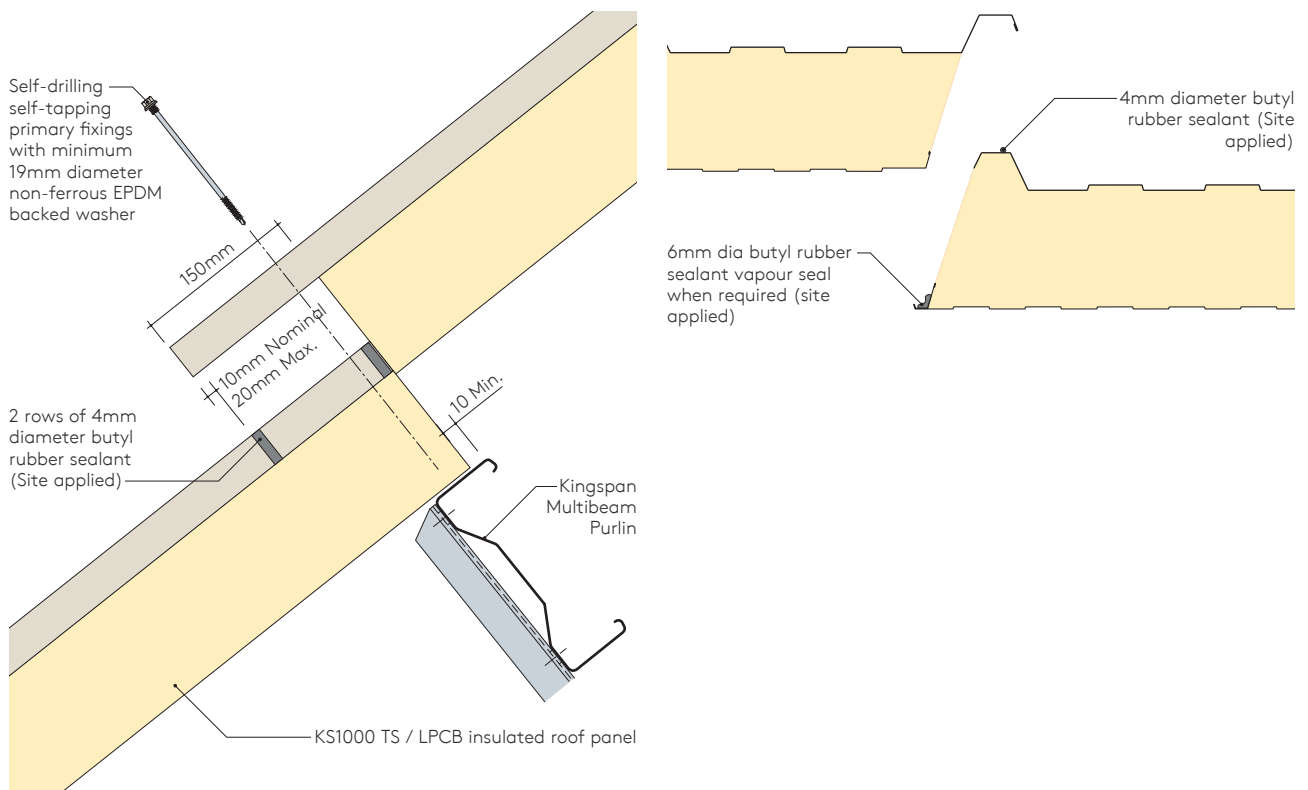 Self-drilling
self-tapping
primary fixings
with minimum
19mm diameter
non-ferrous EPDM
backed washer
150mm
10mm Nominal
20mm Max.
10 Min.
2 rows of 4mm
diameter butyl
rubber sealant
(Site applied)
Kingspan
Multibeam
Purlin
KS1000 TS / LPCB insulated roof panel
4mm diameter butyl
rubber sealant (Site
applied)
6mm dia butyl rubber
sealant vapour seal
when required (site
applied)